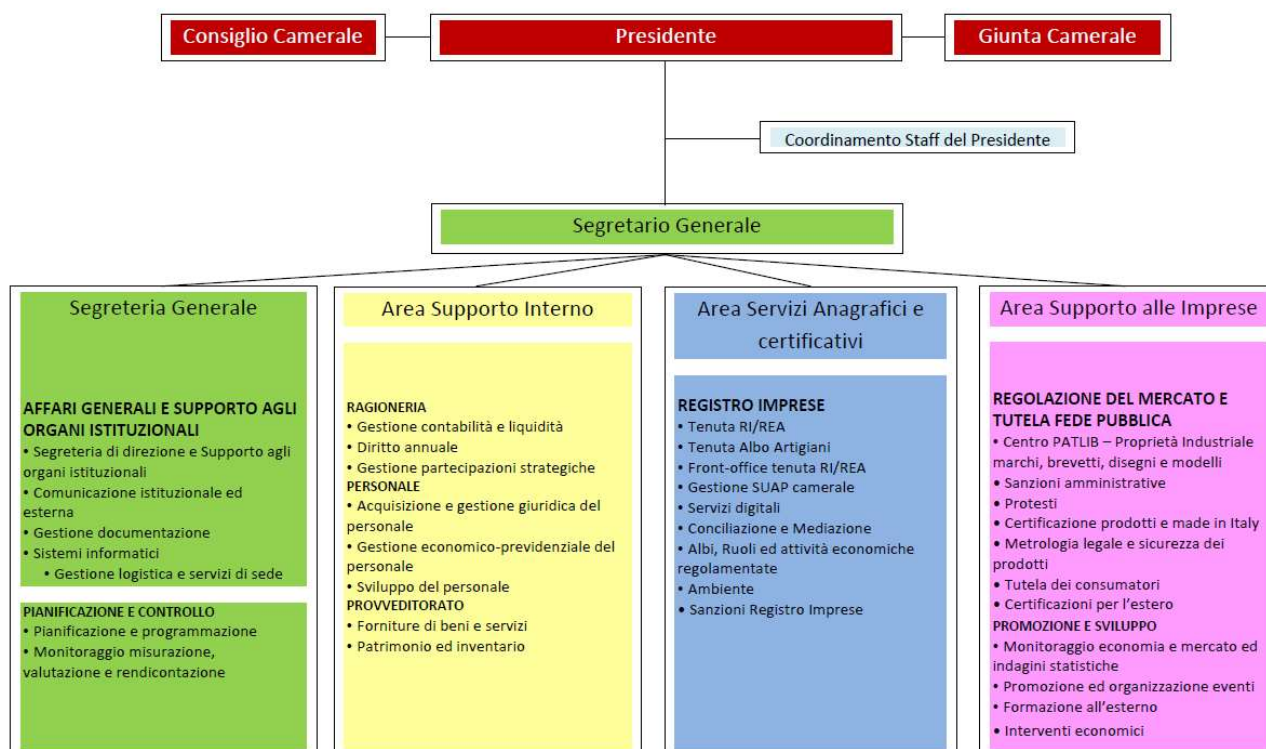 Consiglio Camerale
Presidente
Giunta Camerale
Coordinamento Staff del Presidente
Segretario Generale
Segreteria Generale
AFFARI GENERALI E SUPPORTO AGLI
ORGANI ISTITUZIONALI
• Segreteria di direzione e Supporto agli
organi istituzionali
• Comunicazione istituzionale ed
esterna
• Gestione documentazione
• Sistemi informatici
• Gestione logistica e servizi di sede
PIANIFICAZIONE E CONTROLLO
• Pianificazione e programmazione
• Monitoraggio misurazione,
valutazione e rendicontazione
Area Supporto Interno
RAGIONERIA
• Gestione contabilità e liquidità
• Diritto annuale
• Gestione partecipazioni strategiche
PERSONALE
• Acquisizione e gestione giuridica del
personale
• Gestione economico-previdenziale del
personale
• Sviluppo del personale
PROVVEDITORATO
• Forniture di beni e servizi
• Patrimonio ed inventario
Area Servizi Anagrafici e
certificativi
REGISTRO IMPRESE
• Tenuta RI/REA
• Tenuta Albo Artigiani
• Front-office tenuta RI/REA
• Gestione SUAP camerale
• Servizi digitali
• Conciliazione e Mediazione
• Albi, Ruoli ed attività economiche
regolamentate
• Ambiente
• Sanzioni Registro Imprese
Area Supporto alle Imprese
REGOLAZIONE DEL MERCATO E
TUTELA FEDE PUBBLICA
• Centro PATLIB – Proprietà Industriale
marchi, brevetti, disegni e modelli
• Sanzioni amministrative
• Protesti
• Certificazione prodotti e made in Italy
• Metrologia legale e sicurezza dei
prodotti
• Tutela dei consumatori
• Certificazioni per l'estero
PROMOZIONE E SVILUPPO
• Monitoraggio economia e mercato ed
indagini statistiche
• Promozione ed organizzazione eventi
• Formazione all'esterno
• Interventi economici